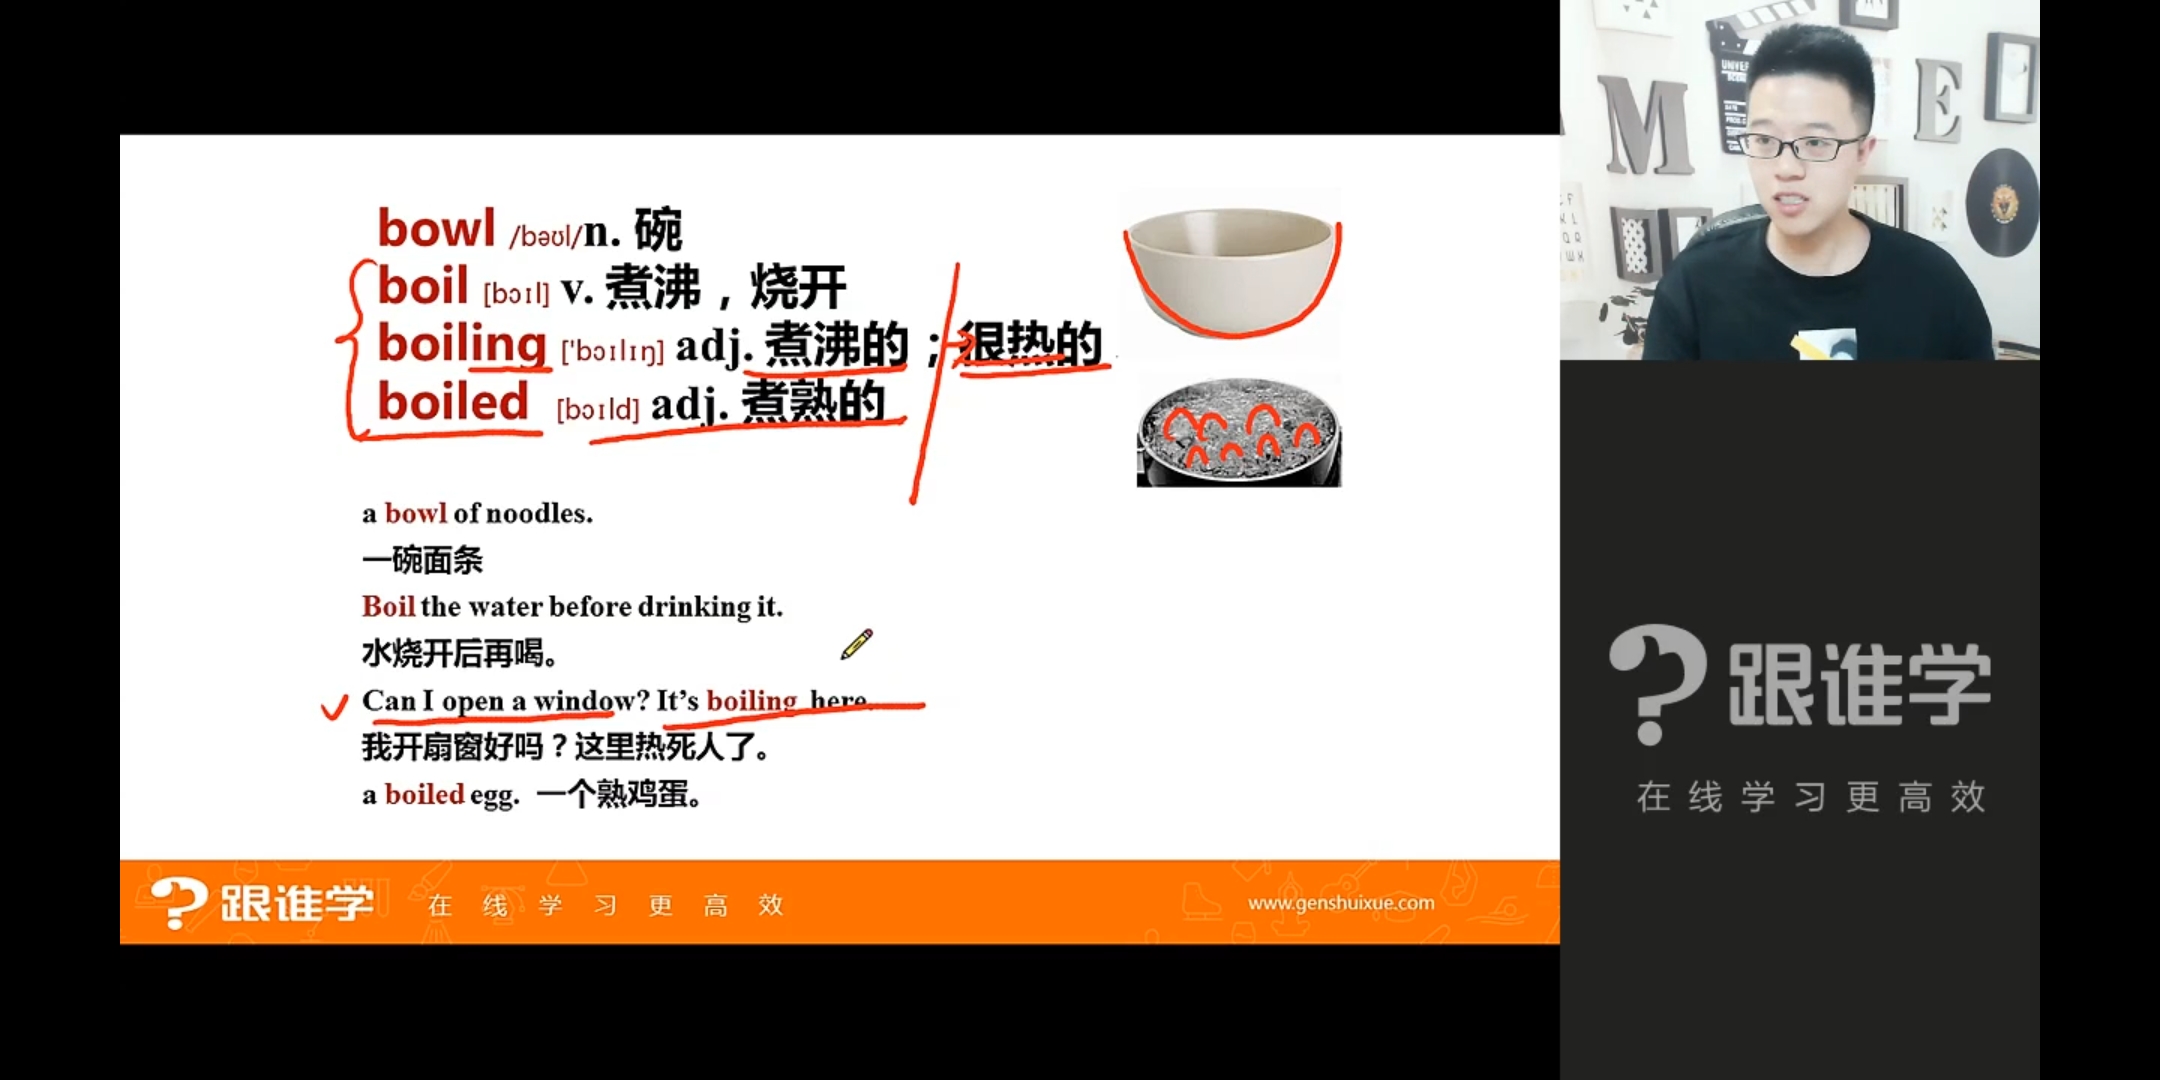 bowl /bəʊl/n. 碗
boil [bɔɪl] v. 煮沸，烧开
boiling ['bɔɪlɪŋ] adj. 煮沸的；很热的
boiled [bɔɪld] adj. 煮熟的
a bowl of noodles.
一碗面条
Boil the water before drinking it.
水烧开后再喝。
Can I open a window? It’s boiling here.
我开扇窗好吗？这里热死人了。
a boiled egg. 一个熟鸡蛋。
跟谁学 在线学习更高效 www.genshuixue.com
M E
跟谁学
在线学习更高效